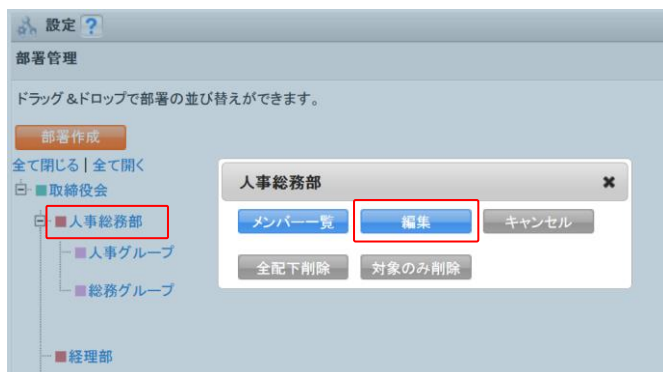 設定 ?
部署管理
ドラッグ&ドロップで部署の並び替えができます。
部署作成
全て閉じる | 全て開く
取締役会
人事総務部
人事グループ
総務グループ
経理部
人事総務部 ✖
メンバー一覧 編集 キャンセル
全配下削除 対象のみ削除